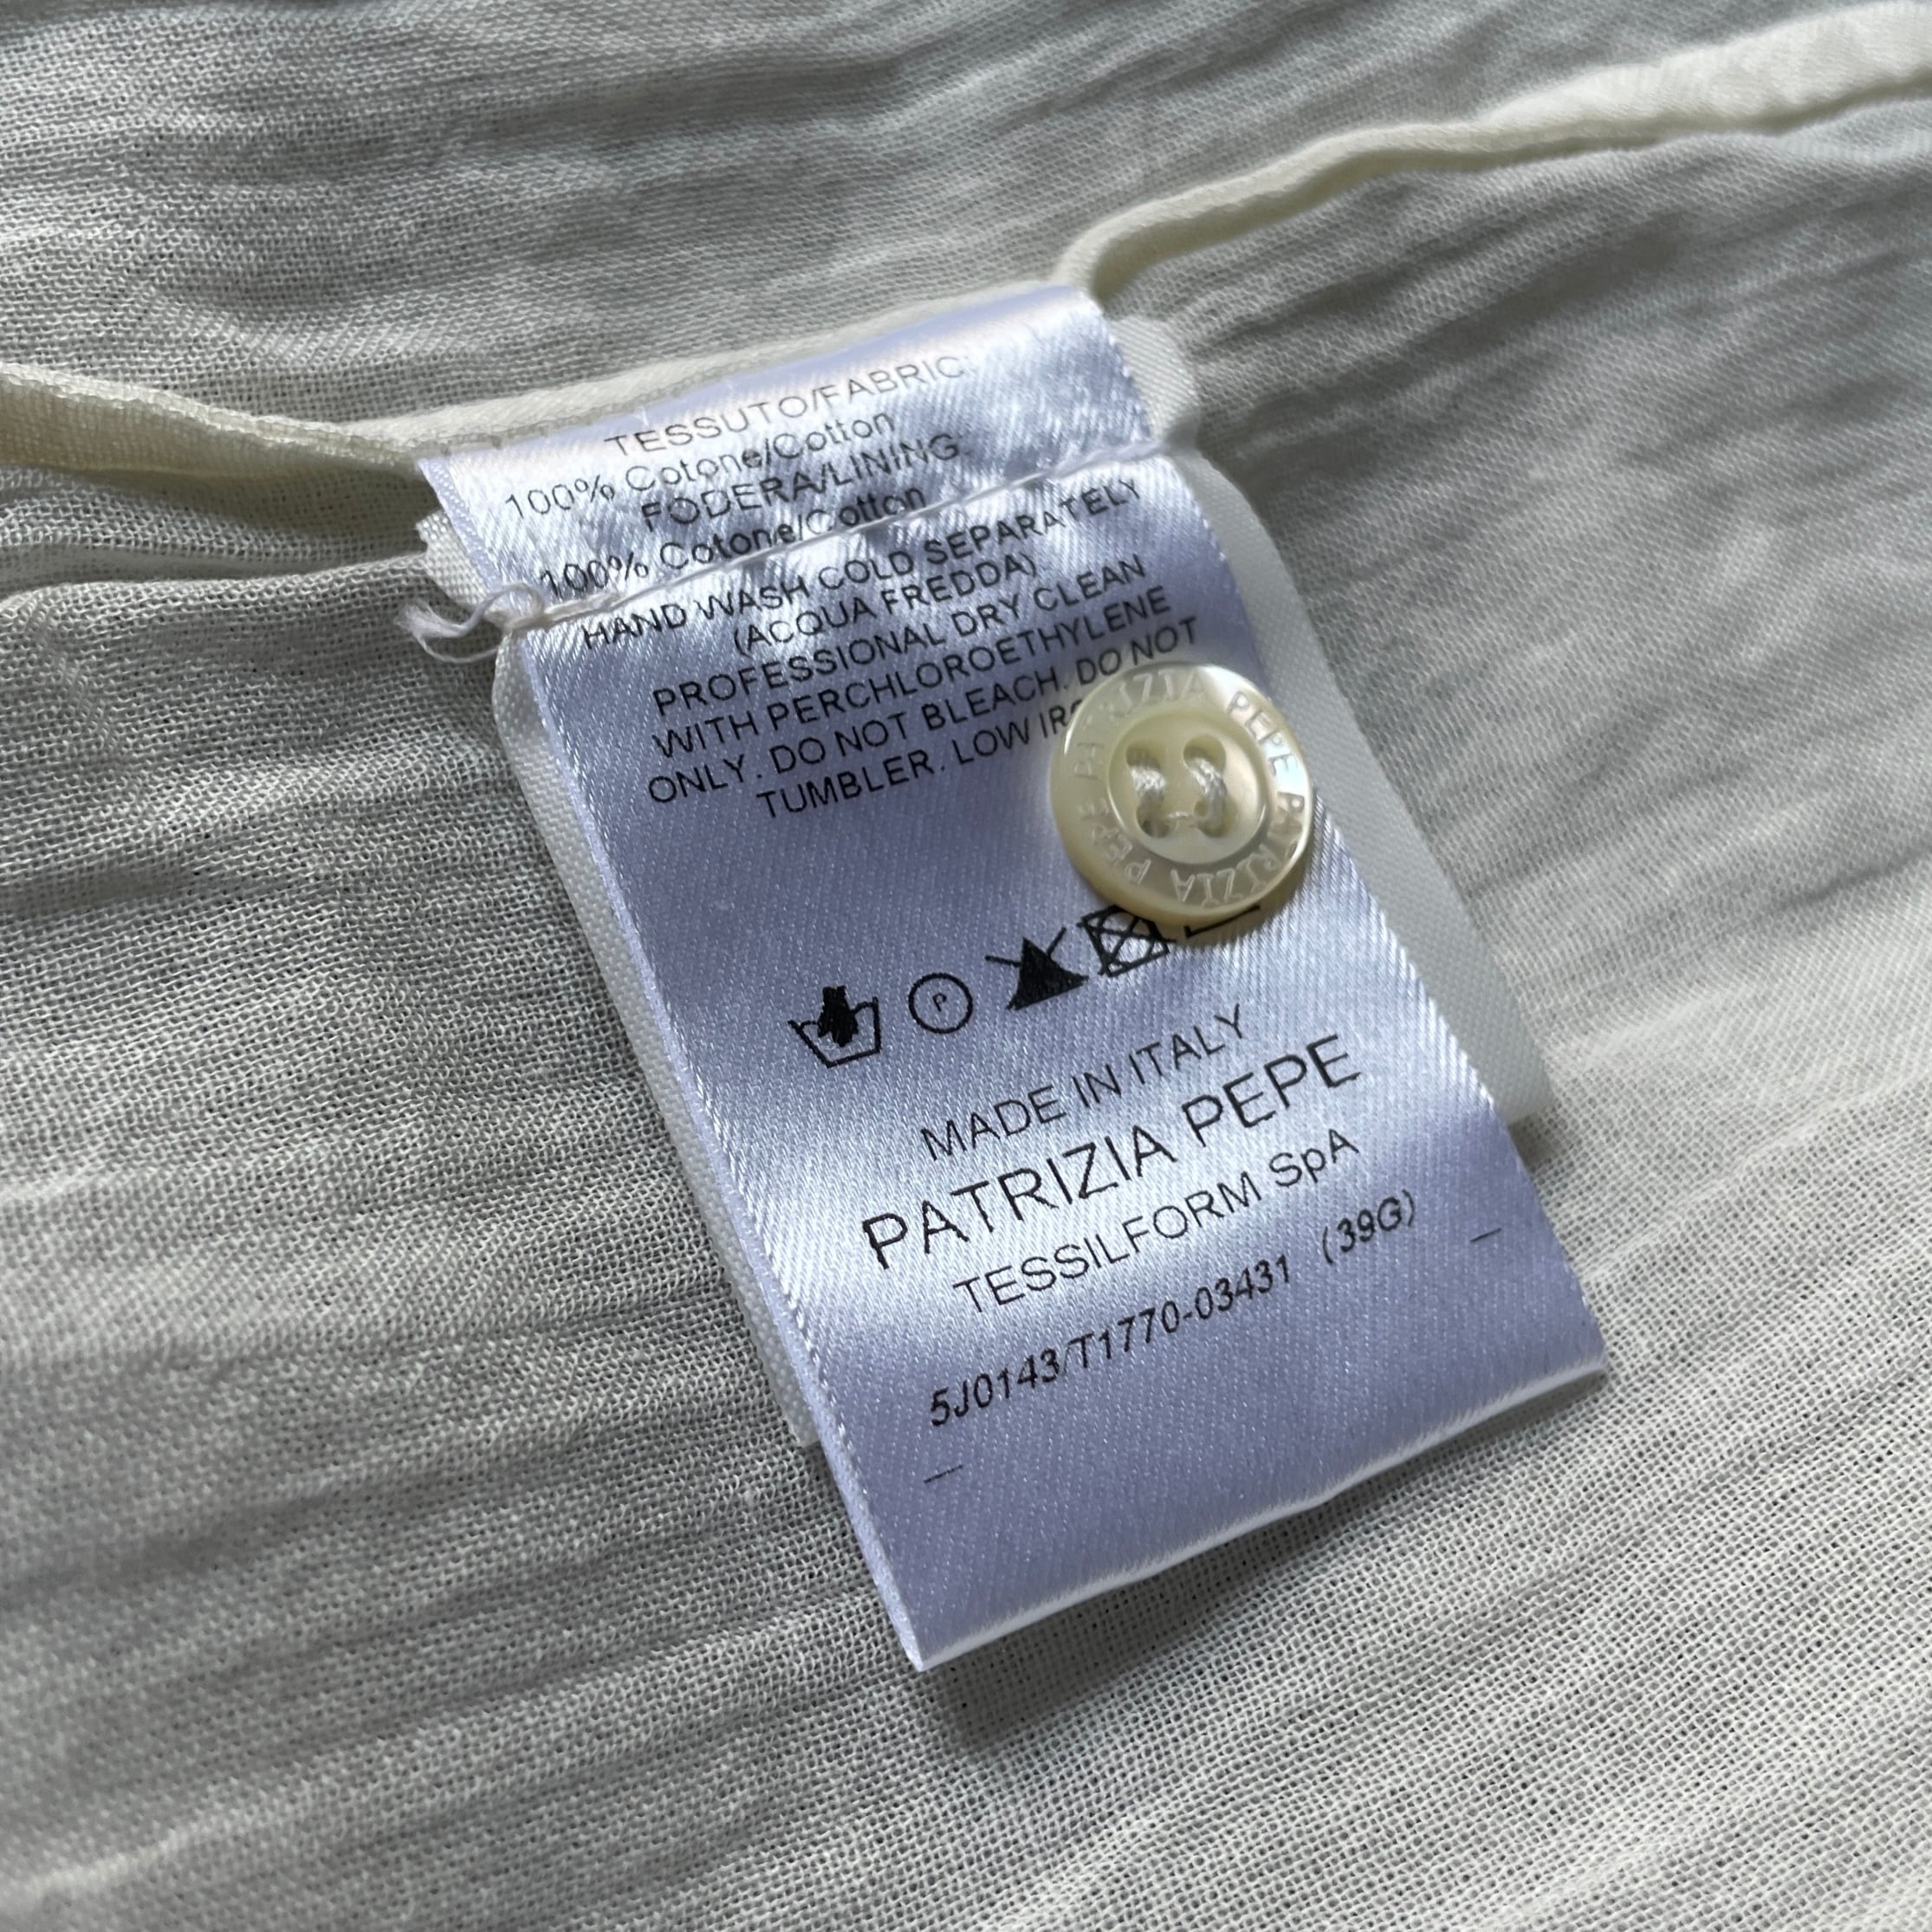 TESSUTO/FABRIC:
100% Cotone/Cotton
FODERA/LINING
100% Cotone/Cotton
HAND WASH COLD SEPARATELY
(ACQUA FREDDA)
PROFESSIONAL DRY CLEAN
WITH PERCHLOROETHYLENE
ONLY. DO NOT BLEACH. DO NOT
TUMBLER. LOW
PATRIZIA PEPE PATRIZIA PEPE
P
MADE IN ITALY
PATRIZIA PEPE
TESSILFORM SpA
5J0143/T1770-03431 (39G)